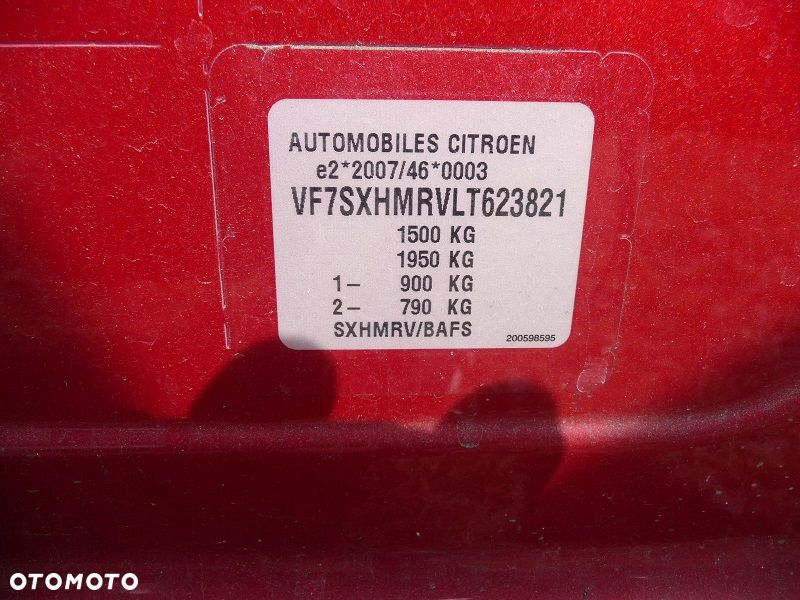 AUTOMOBILES CITROEN
e2*2007/46*0003
VF7SXHMRVLT623821
1500 KG
1950 KG
1- 900 KG
2- 790 KG
SXHMRV/BAFS
200598595
OTOMOTO